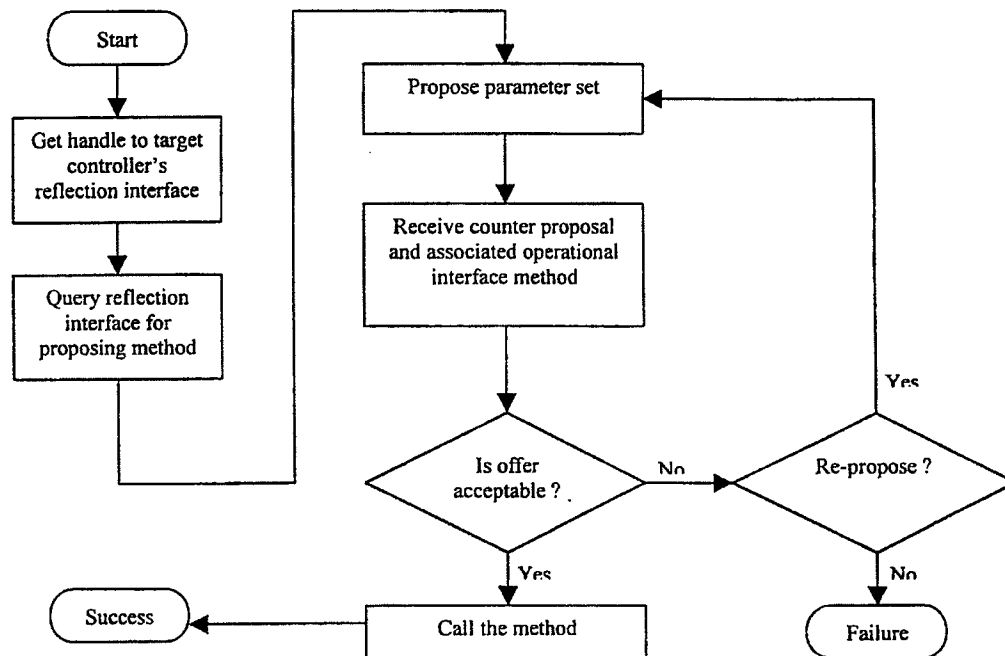 Start
Get handle to target
controller's
reflection interface
Query reflection
interface for
proposing method
Propose parameter set
Receive counter proposal
and associated operational
interface method
Is offer
acceptable ?
No
Re-propose ?
Yes
Yes
No
Call the method
Success
Failure